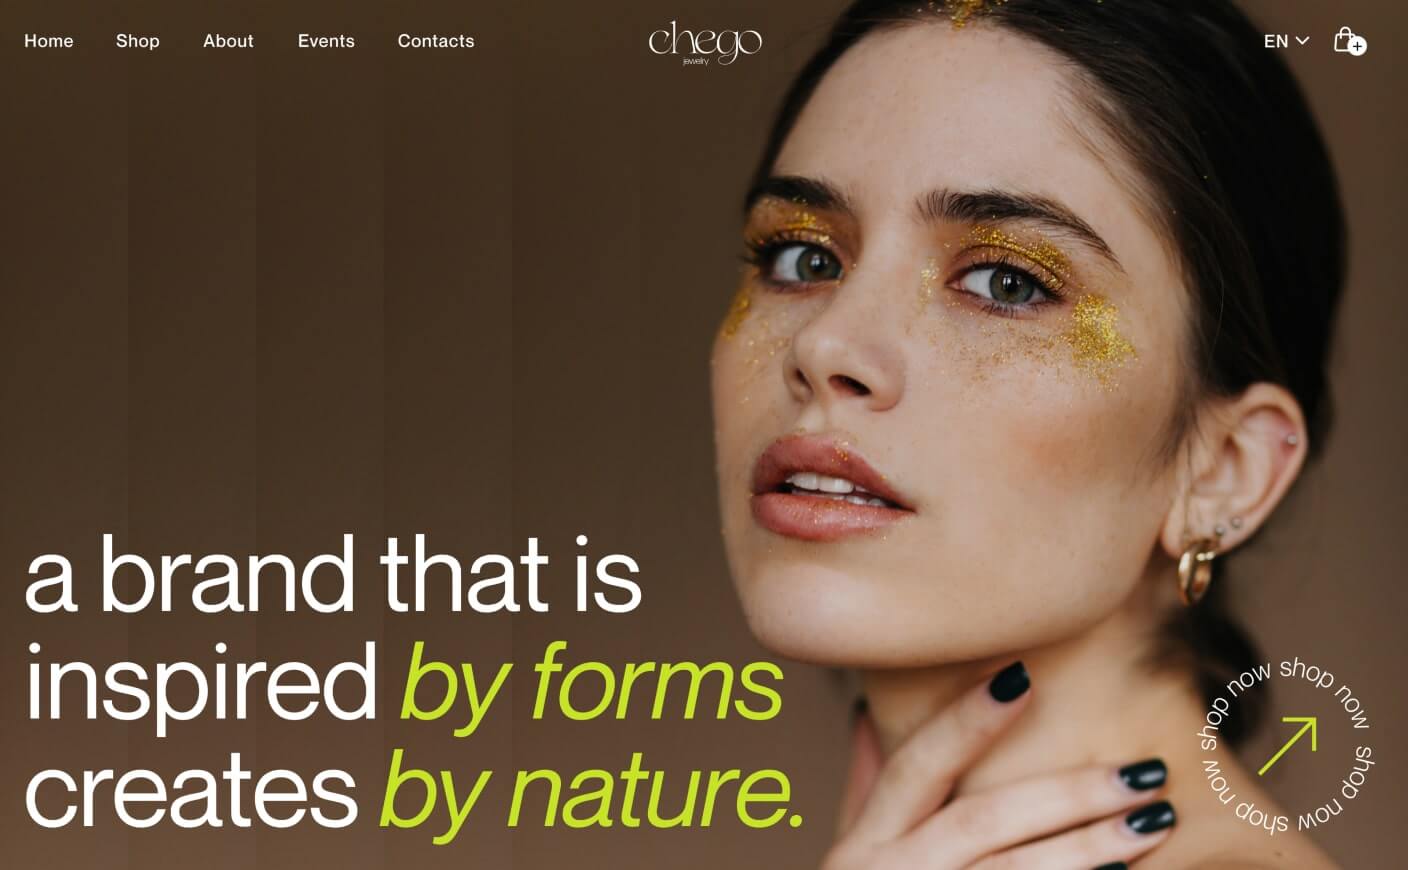 Home Shop About Events Contacts
chego
jewelry
EN
a brand that is
inspired by forms
creates by nature.
shop now shop now shop now shop now